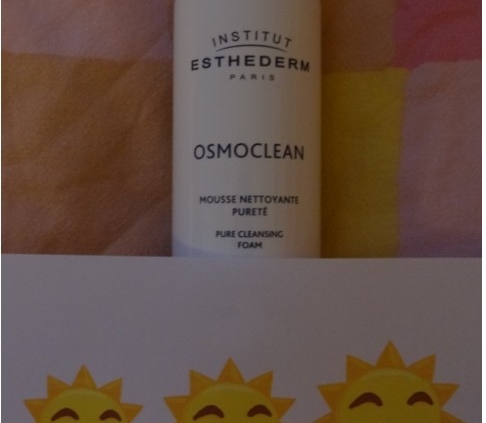 INSTITUT
ESTHEDERM
PARIS
OSMOCLEAN
MOUSSE NETTOYANTE
PURETÉ
PURE CLEANSING
FOAM